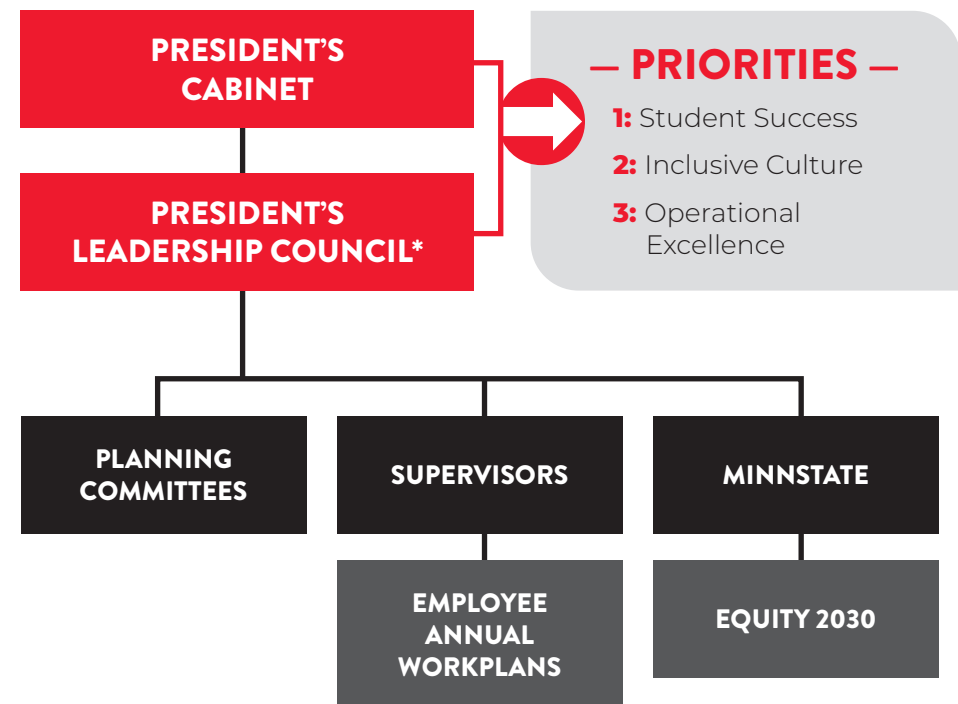 PRESIDENT'S
CABINET
PRESIDENT'S
LEADERSHIP COUNCIL*
— PRIORITIES —
1: Student Success
2: Inclusive Culture
3: Operational
Excellence
PLANNING
COMMITTEES
SUPERVISORS
MINNSTATE
EMPLOYEE
ANNUAL
WORKPLANS
EQUITY 2030